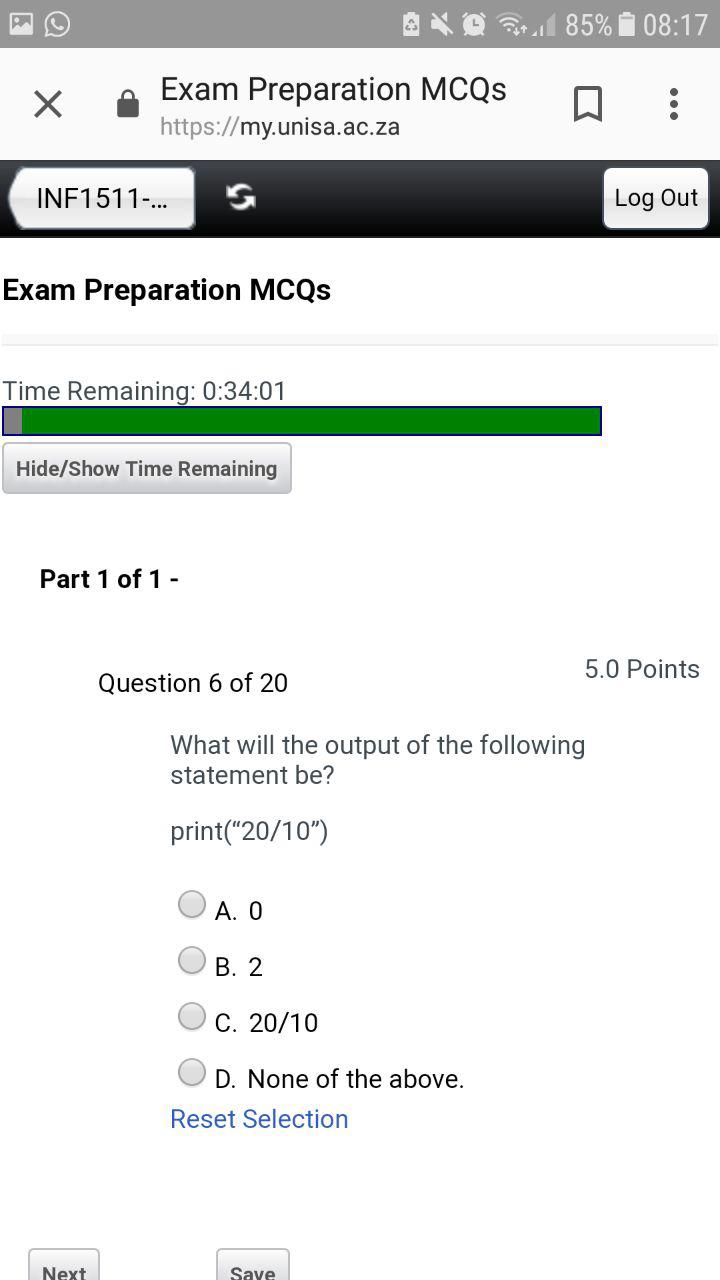 85% 08:17
Exam Preparation MCQs
https://my.unisa.ac.za
INF1511-...
Log Out
Exam Preparation MCQs
Time Remaining: 0:34:01
Hide/Show Time Remaining
Part 1 of 1 -
5.0 Points
Question 6 of 20
What will the output of the following
statement be?
print(“20/10”)
A. 0
B. 2
C. 20/10
D. None of the above.
Reset Selection
Next Save